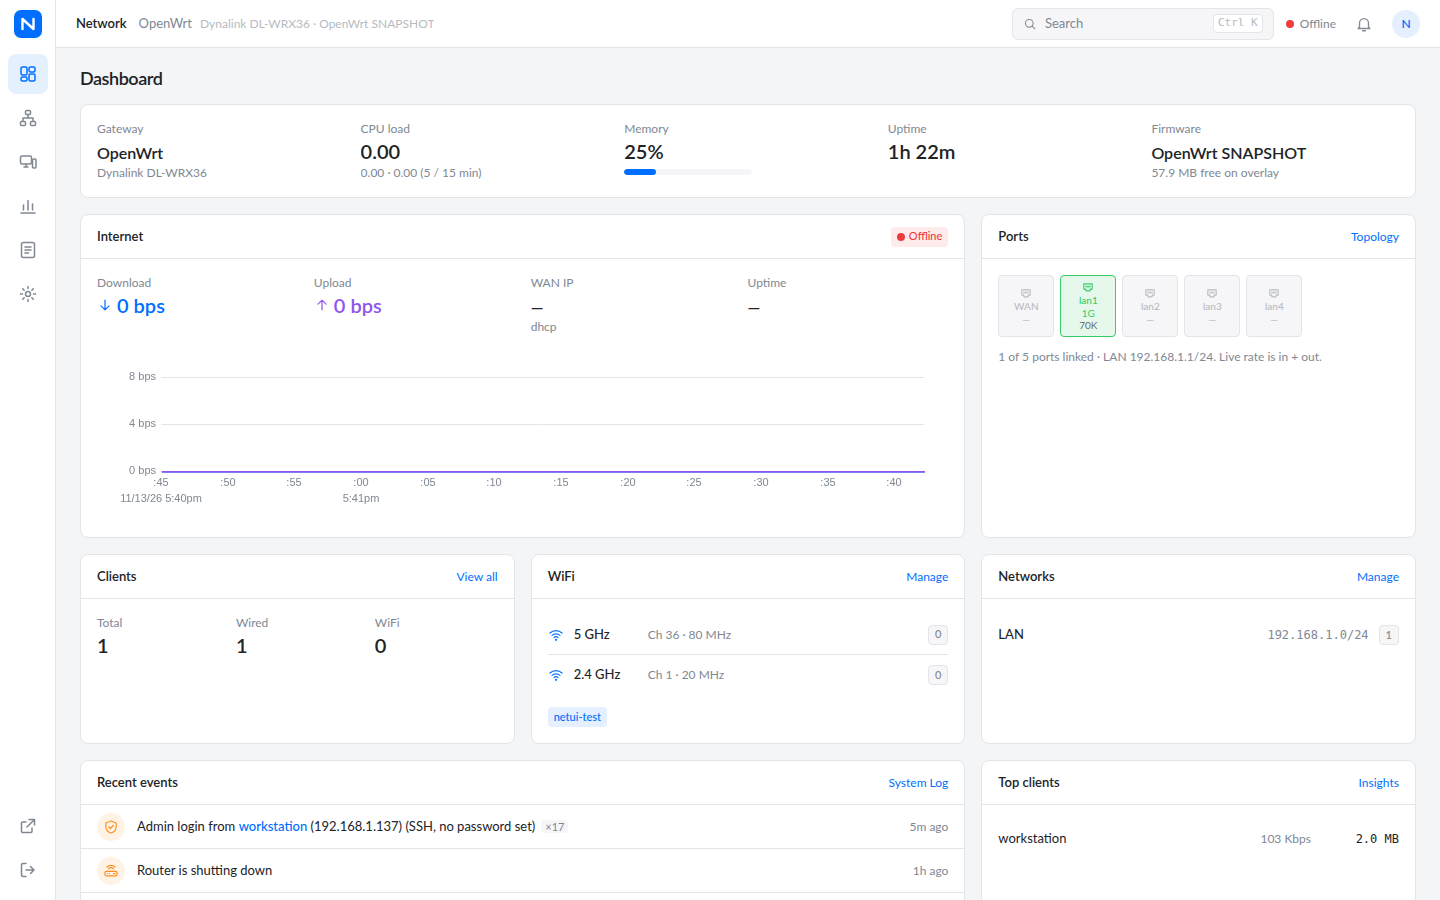 Network OpenWrt Dynalink DL-WRX36 · OpenWrt SNAPSHOT
Search Ctrl K
Offline
N
Dashboard
Gateway
OpenWrt
Dynalink DL-WRX36
CPU load
0.00
0.00 · 0.00 (5 / 15 min)
Memory
25%
Uptime
1h 22m
Firmware
OpenWrt SNAPSHOT
57.9 MB free on overlay
Internet
Offline
Download
↓ 0 bps
Upload
↑ 0 bps
WAN IP
—
dhcp
Uptime
—
8 bps
4 bps
0 bps
:45 :50 :55 :00 :05 :10 :15 :20 :25 :30 :35 :40
11/13/26 5:40pm 5:41pm
Ports
Topology
WAN
—
lan1
1G
70K
lan2
—
lan3
—
lan4
—
1 of 5 ports linked · LAN 192.168.1.1/24. Live rate is in + out.
Clients
View all
Total
1
Wired
1
WiFi
0
WiFi
Manage
5 GHz Ch 36 · 80 MHz 0
2.4 GHz Ch 1 · 20 MHz 0
netui-test
Networks
Manage
LAN 192.168.1.0/24 1
Recent events
System Log
Admin login from workstation (192.168.1.137) (SSH, no password set) ×17 5m ago
Router is shutting down 1h ago
Top clients
Insights
workstation 103 Kbps 2.0 MB